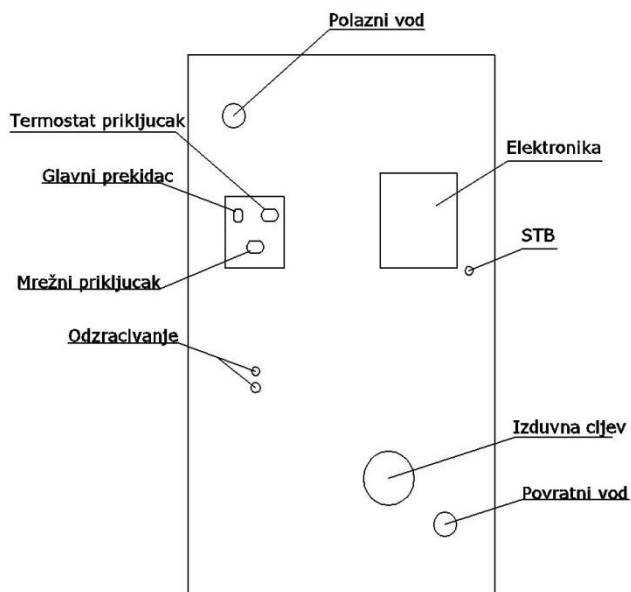 Polazni vod
Termostat prikljucak
Glavni prekidac
Elektronika
STB
Mrežni prikljucak
Odzracivanje
Izduvna cijev
Povratni vod